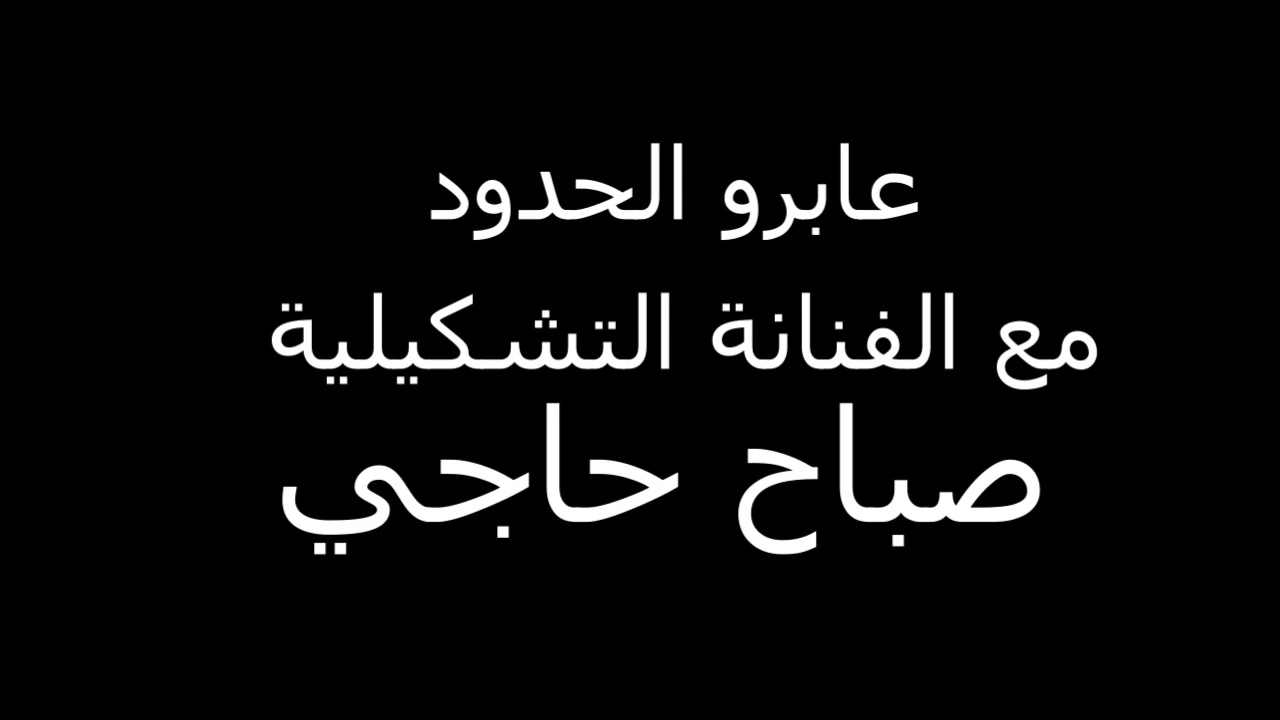 عابرو الحدود
مع الفنانة التشكيلية
صباح حاجي